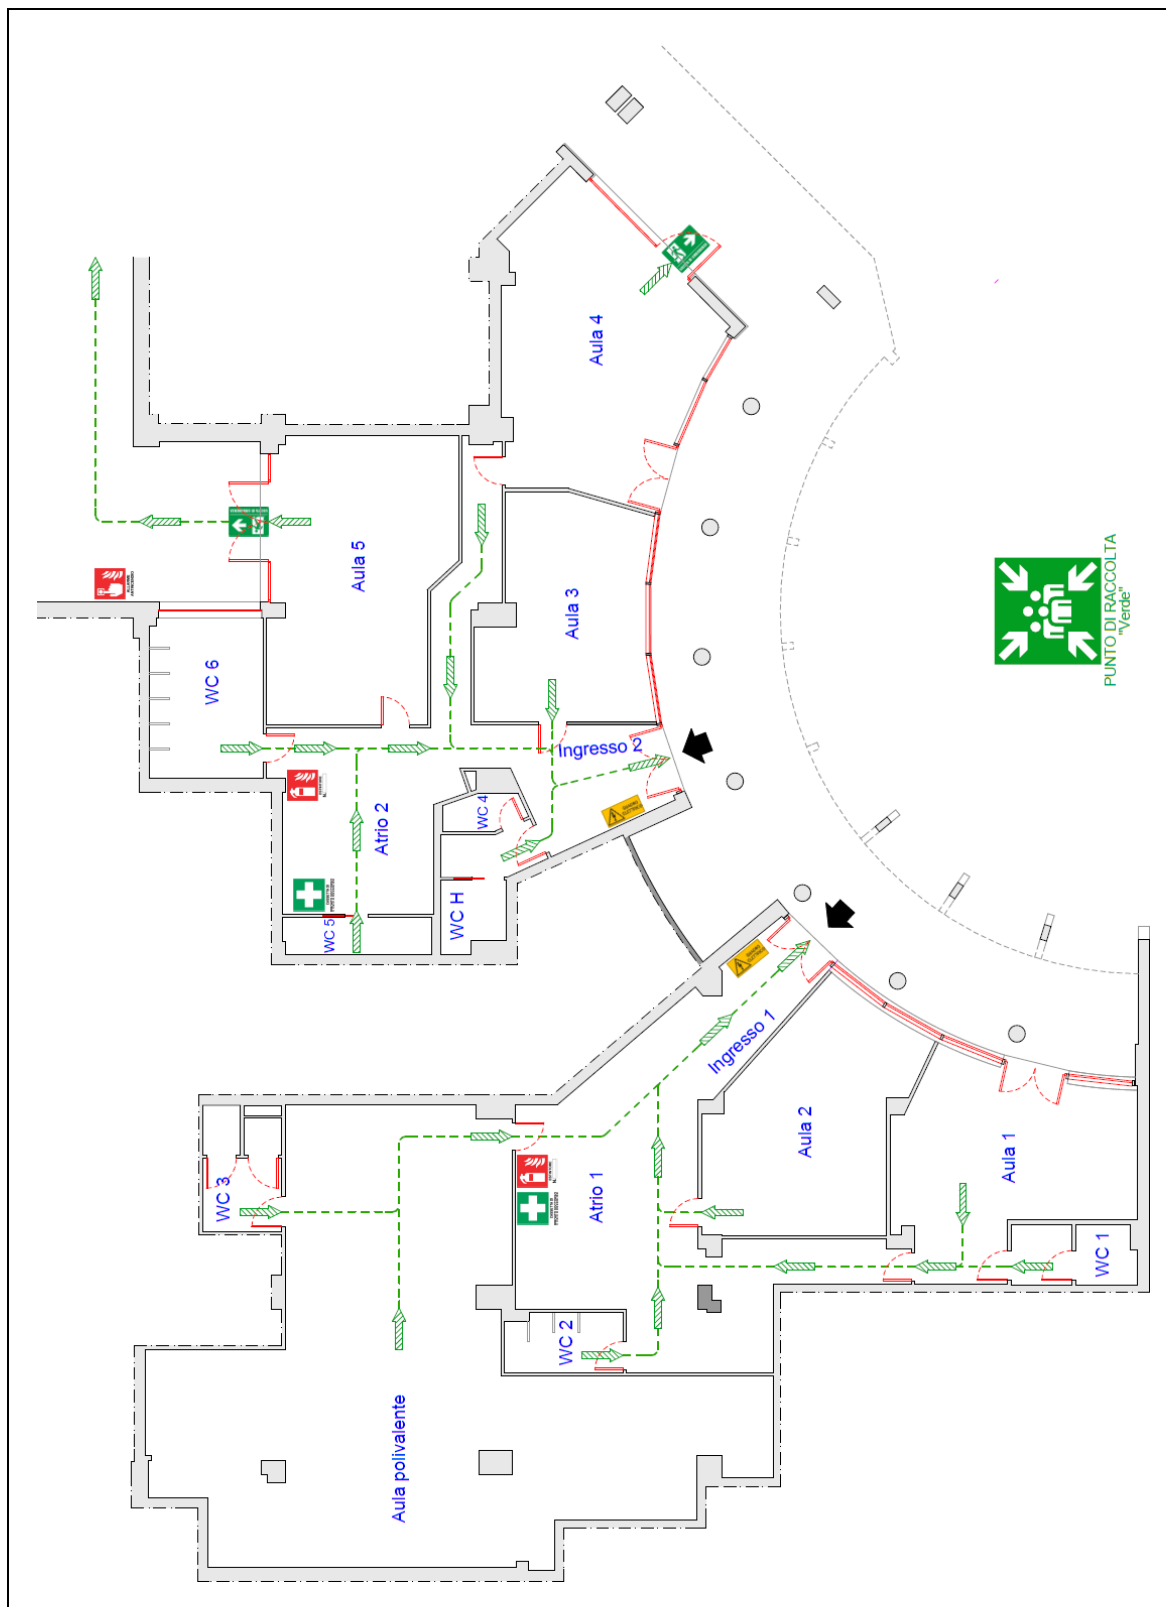 Aula 4
Aula 5
Aula 3
PUNTO DI RACCOLTA
"Verde"
WC 6
Ingresso 2
Atrio 2
WC 4
WC H
WC 5
Ingresso 1
Aula 2
Aula 1
WC 3
Atrio 1
WC 1
WC 2
Aula polivalente